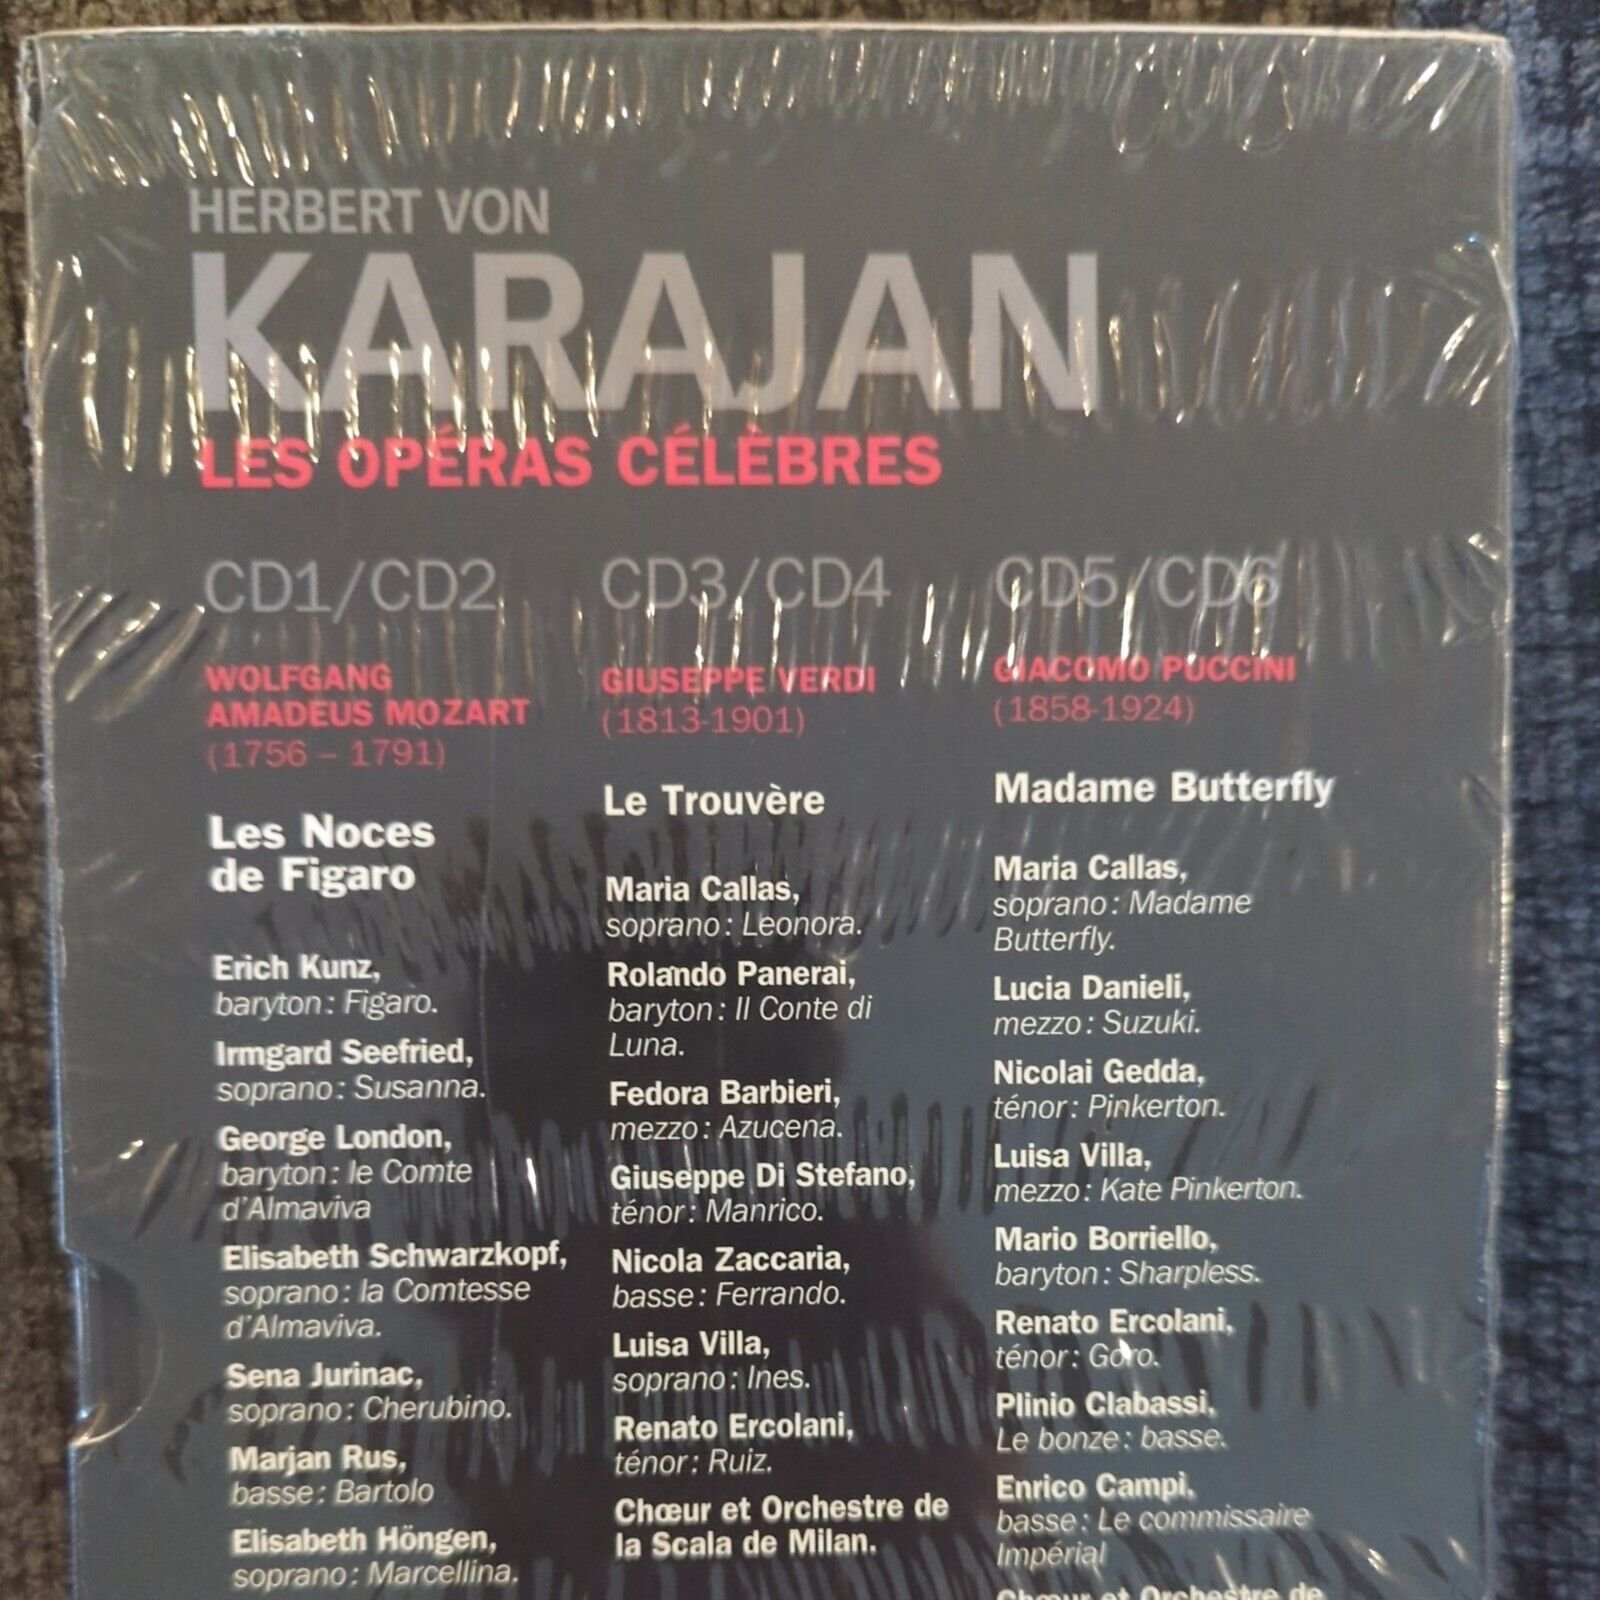 HERBERT VON
KARAJAN
LES OPÉRAS CÉLÈBRES
CD1/CD2
WOLFGANG
AMADEUS MOZART
(1756 – 1791)
Les Noces
de Figaro
Erich Kunz,
baryton : Figaro.
Irmgard Seefried,
soprano : Susanna.
George London,
baryton : le Comte
d'Almaviva
Elisabeth Schwarzkopf,
soprano : la Comtesse
d'Almaviva.
Sena Jurinac,
soprano : Cherubino.
Marjan Rus,
basse : Bartolo
Elisabeth Höngen,
soprano : Marcellina.
CD3/CD4
GIUSEPPE VERDI
(1813-1901)
Le Trouvère
Maria Callas,
soprano : Leonora.
Rolando Panerai,
baryton : Il Conte di
Luna.
Fedora Barbieri,
mezzo : Azucena.
Giuseppe Di Stefano,
ténor : Manrico.
Nicola Zaccaria,
basse : Ferrando.
Luisa Villa,
soprano : Ines.
Renato Ercolani,
ténor : Ruiz.
Chœur et Orchestre de
la Scala de Milan.
CD5/CD6
GIACOMO PUCCINI
(1858-1924)
Madame Butterfly
Maria Callas,
soprano : Madame
Butterfly.
Lucia Danieli,
mezzo : Suzuki.
Nicolai Gedda,
ténor : Pinkerton.
Luisa Villa,
mezzo : Kate Pinkerton.
Mario Borriello,
baryton : Sharpless.
Renato Ercolani,
ténor : Goro.
Plinio Clabassi,
Le bonze : basse.
Enrico Campi,
basse : Le commissaire
Impérial
Chœur et Orchestre de